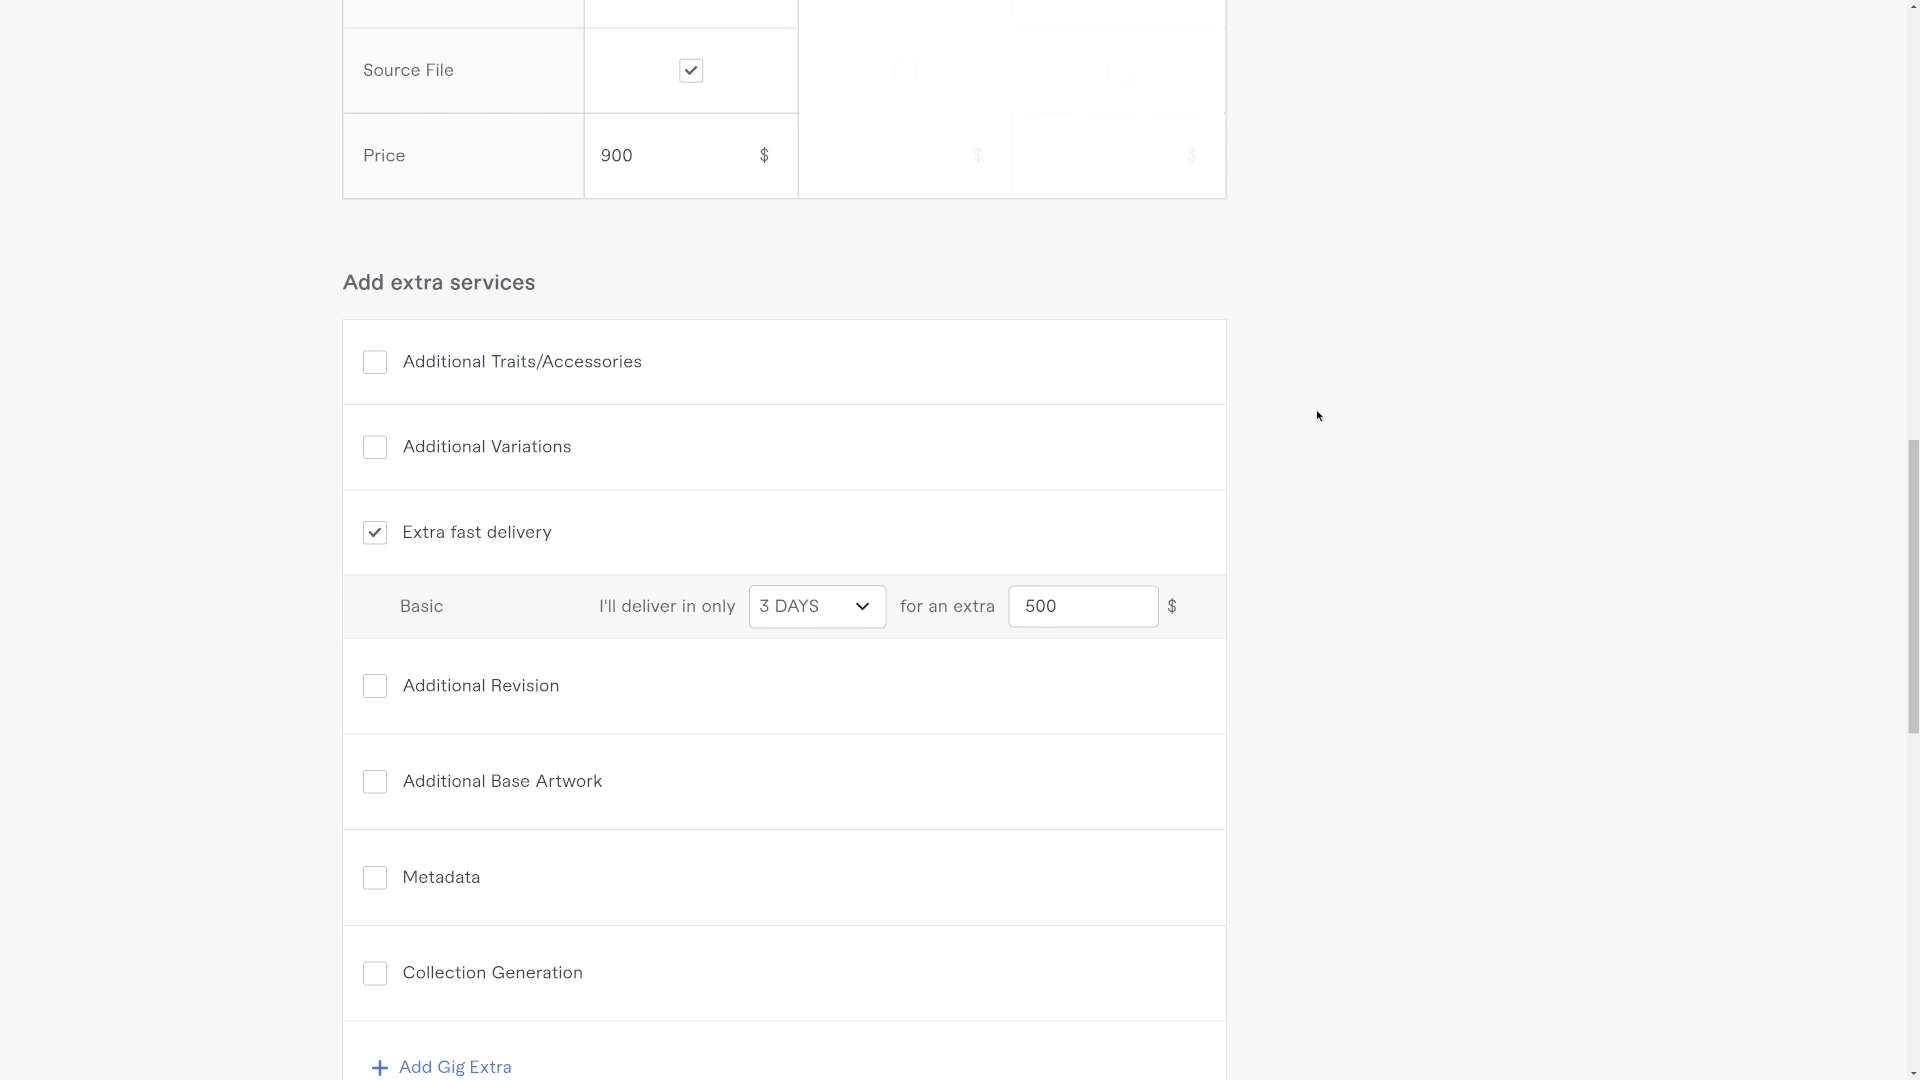 Source File
Price 900 $ $ $
Add extra services
Additional Traits/Accessories
Additional Variations
Extra fast delivery
Basic I'll deliver in only 3 DAYS for an extra 500 $
Additional Revision
Additional Base Artwork
Metadata
Collection Generation
+ Add Gig Extra